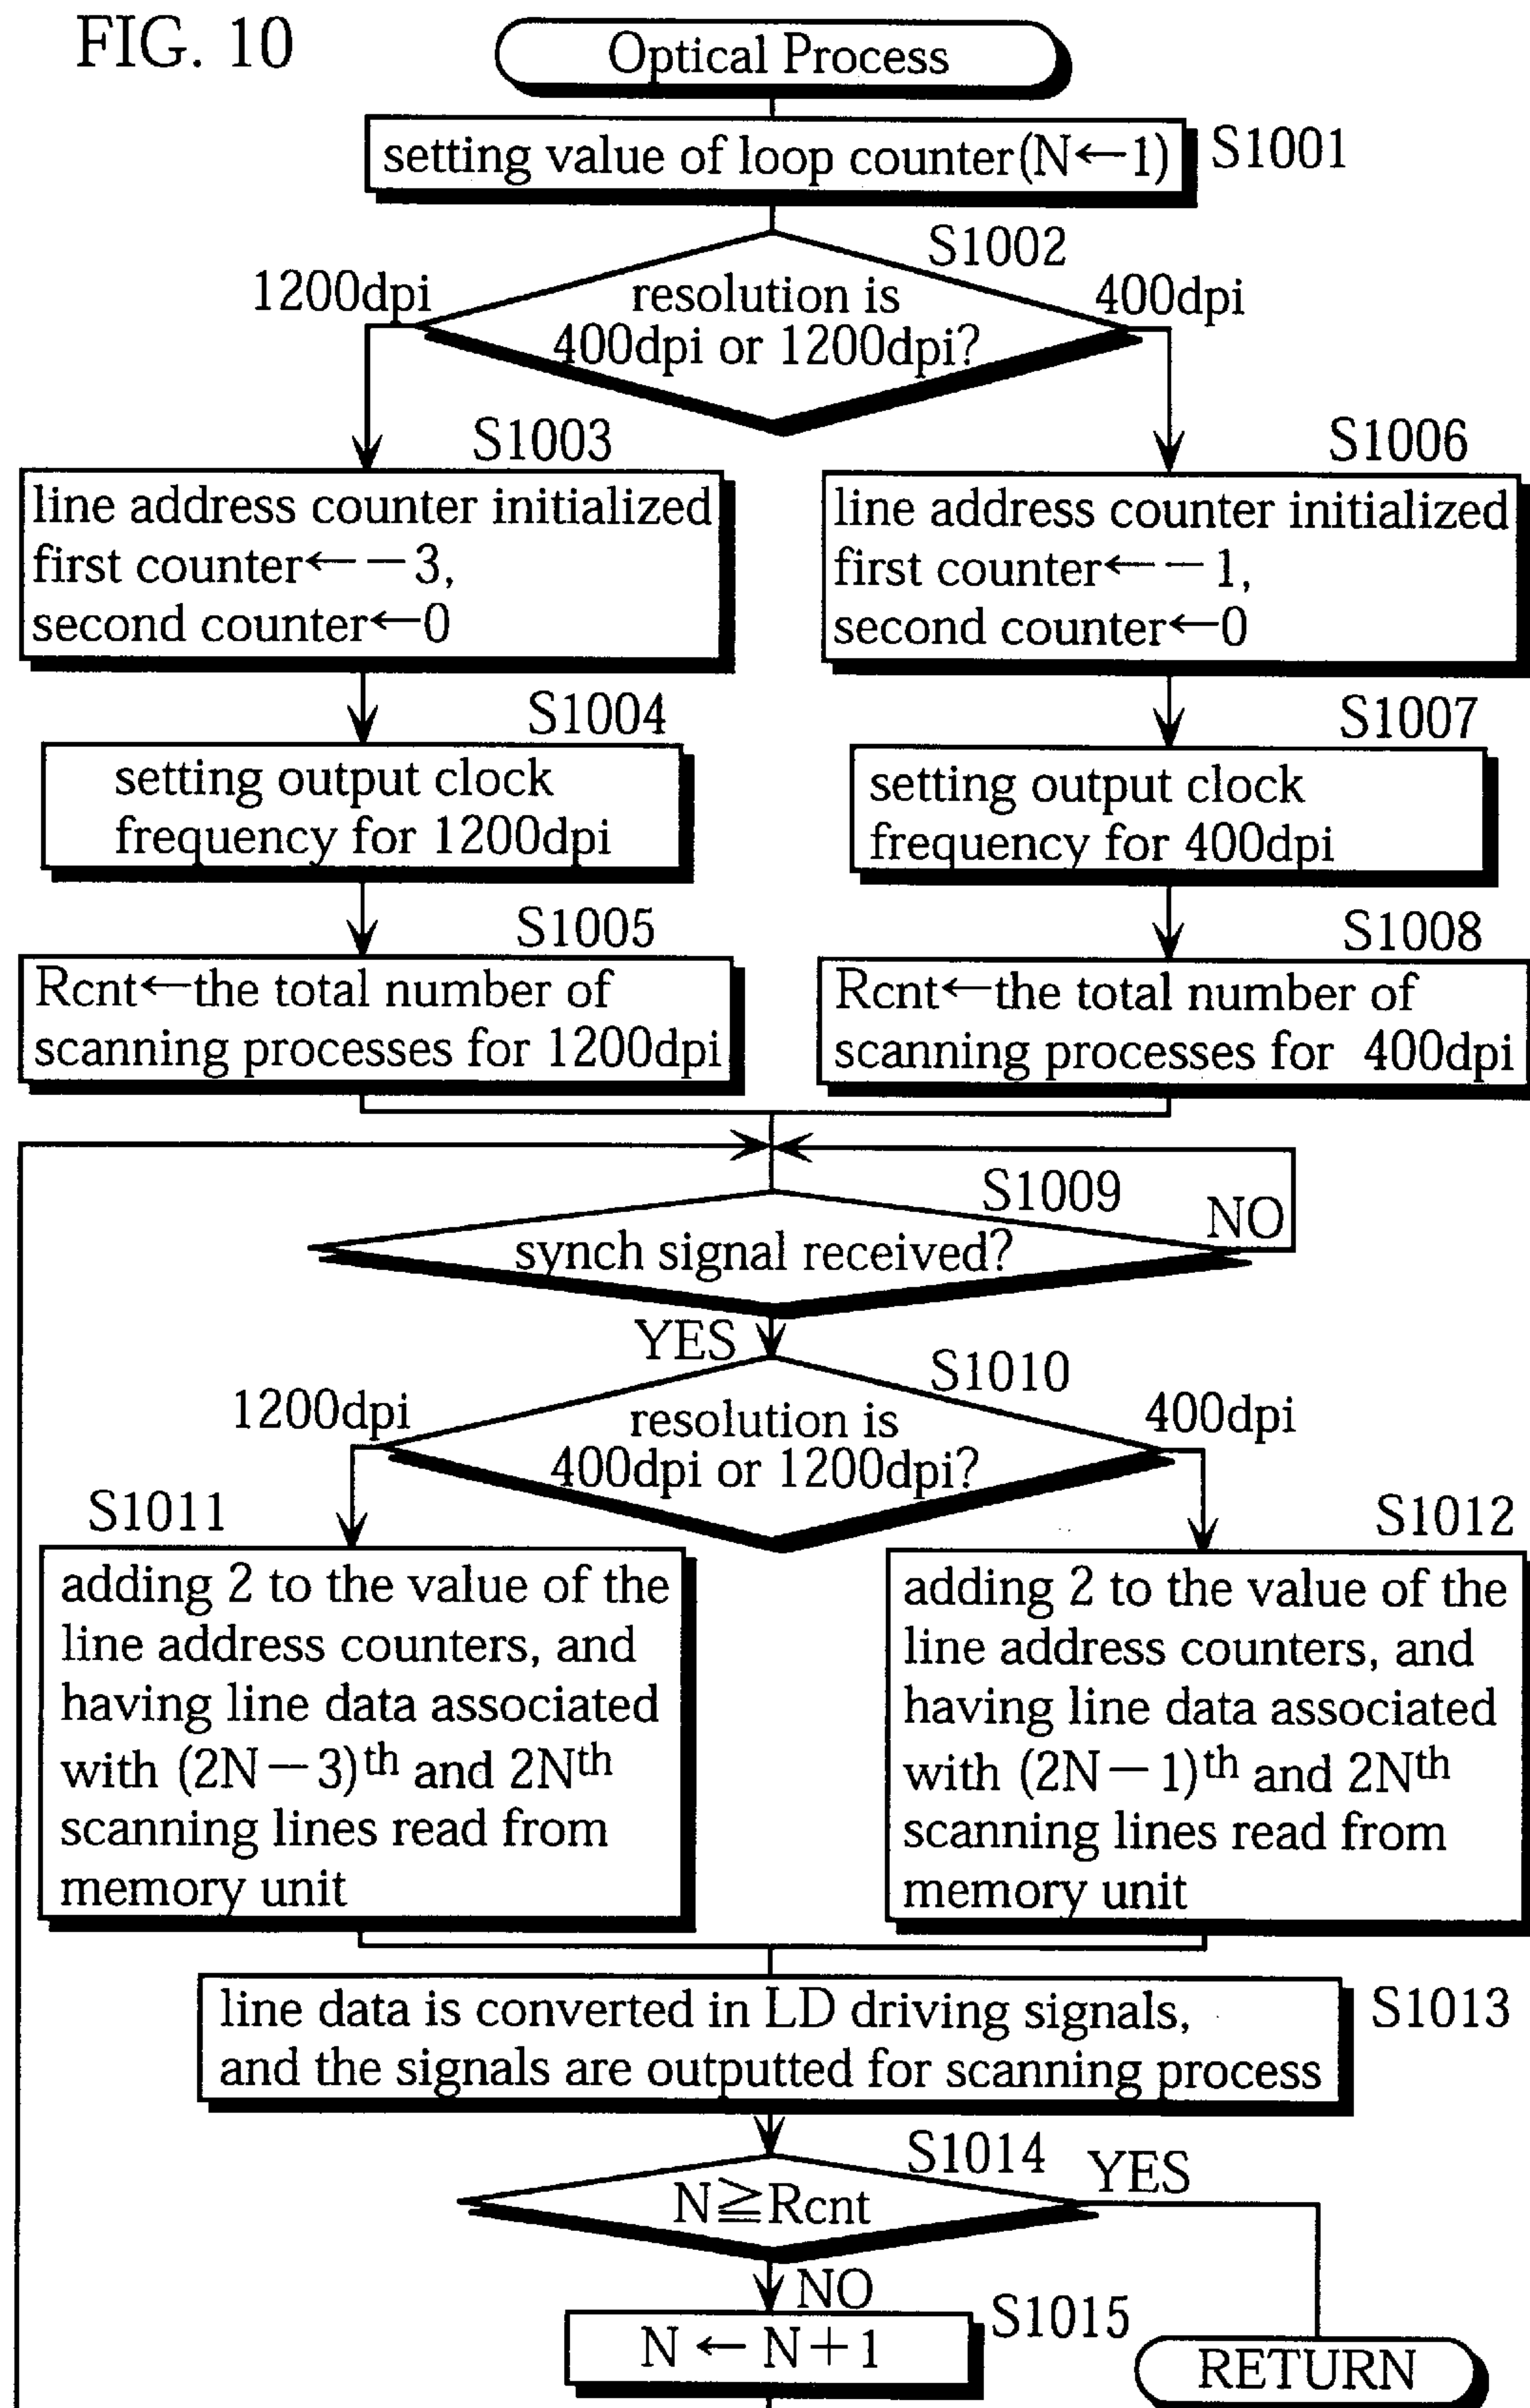 FIG. 10
Optical Process
setting value of loop counter(N←1)
S1001
S1002
1200dpi
resolution is
400dpi or 1200dpi?
400dpi
S1003
line address counter initialized
first counter←−3,
second counter←0
S1006
line address counter initialized
first counter←−1,
second counter←0
S1004
setting output clock
frequency for 1200dpi
S1007
setting output clock
frequency for 400dpi
S1005
Rcnt←the total number of
scanning processes for 1200dpi
S1008
Rcnt←the total number of
scanning processes for 400dpi
S1009
synch signal received?
NO
YES
S1010
1200dpi
resolution is
400dpi or 1200dpi?
400dpi
S1011
adding 2 to the value of the
line address counters, and
having line data associated
with (2N−3)th and 2Nth
scanning lines read from
memory unit
S1012
adding 2 to the value of the
line address counters, and
having line data associated
with (2N−1)th and 2Nth
scanning lines read from
memory unit
line data is converted in LD driving signals,
and the signals are outputted for scanning process
S1013
S1014
N≧Rcnt
YES
NO
S1015
N ← N+1
RETURN